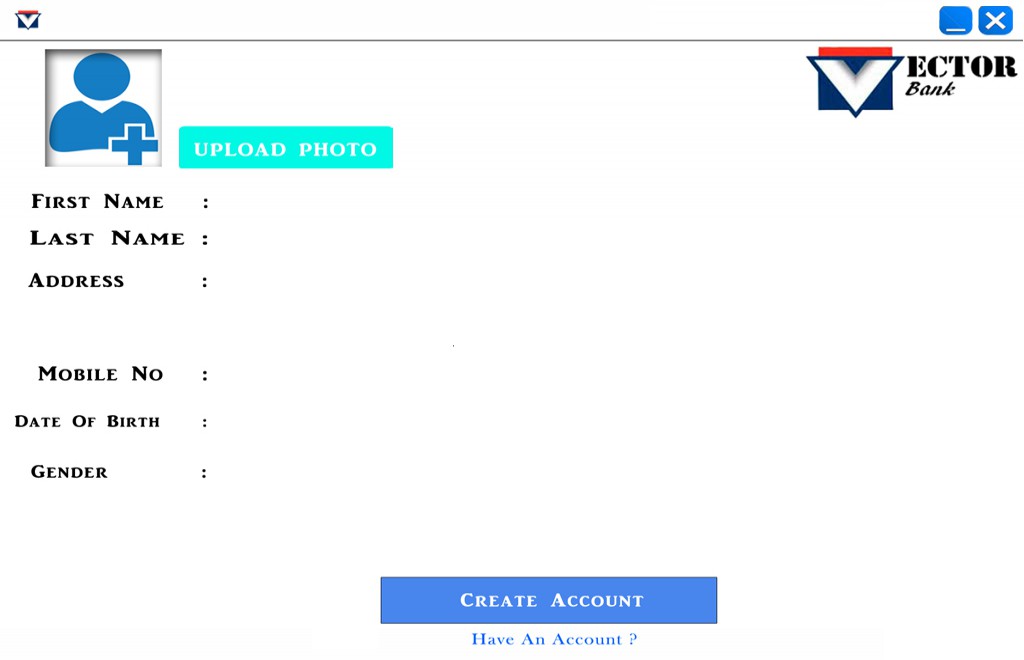 VECTOR
Bank
UPLOAD PHOTO
First Name :
Last Name :
Address :
Mobile No :
Date Of Birth :
Gender :
Create Account
Have An Account ?